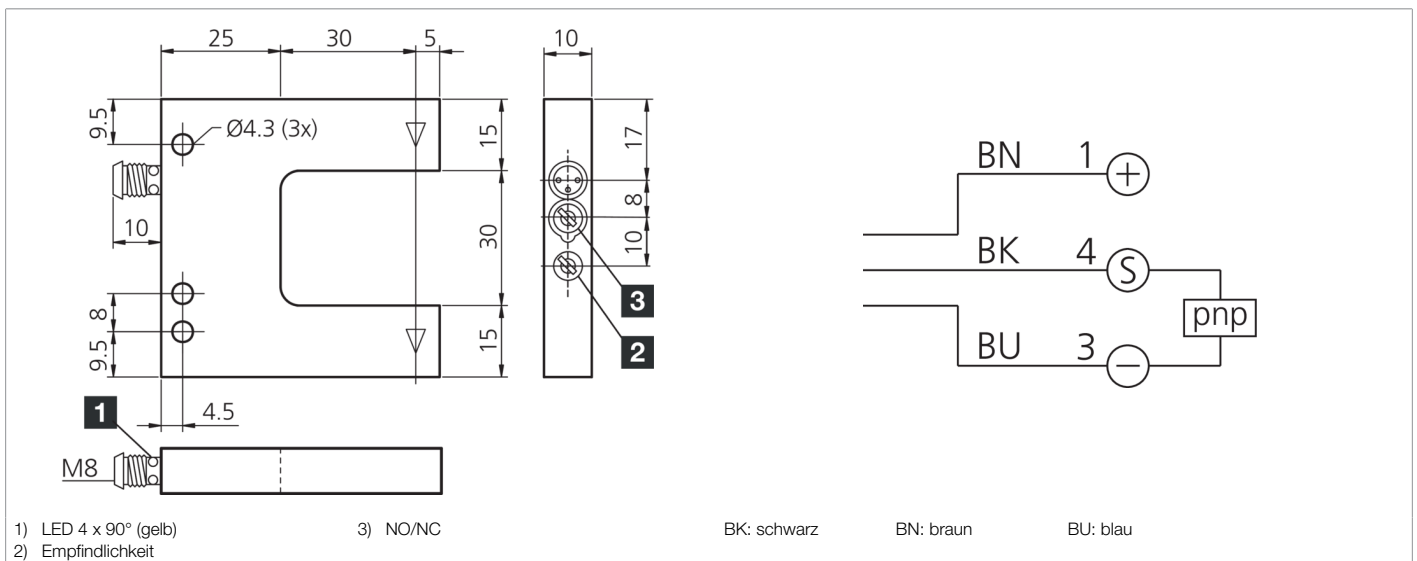 25
30
5
10
9.5
Ø4.3 (3x)
15
17
BN 1
+
10
30
8
10
BK 4
S
pnp
8
3
9.5
15
2
BU 3
−
1
4.5
M8
1) LED 4 x 90° (gelb)
3) NO/NC
BK: schwarz
BN: braun
BU: blau
2) Empfindlichkeit